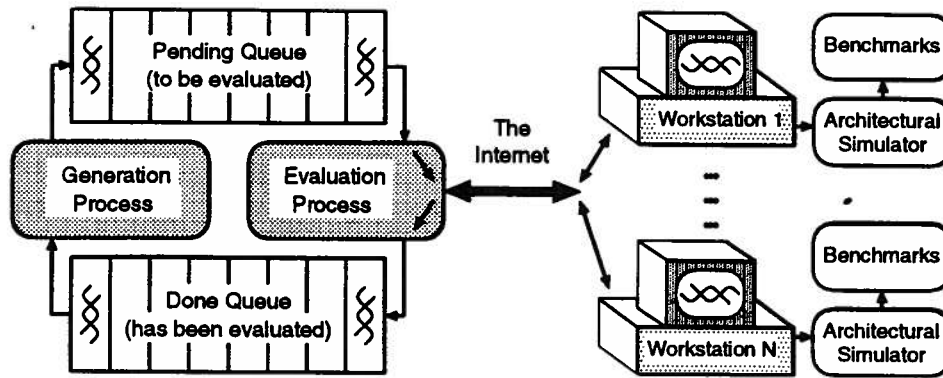 Pending Queue
(to be evaluated)
Generation
Process
Evaluation
Process
Done Queue
(has been evaluated)
The
Internet
Workstation 1
Benchmarks
Architectural
Simulator
Workstation N
Benchmarks
Architectural
Simulator